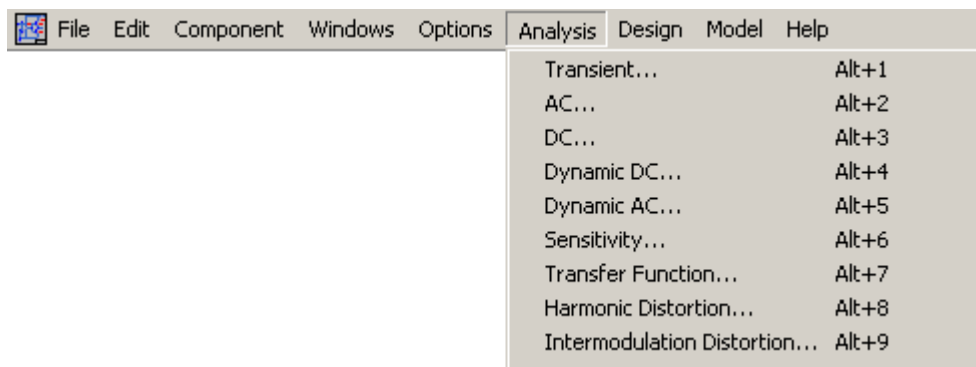 File Edit Component Windows Options Analysis Design Model Help
Transient... Alt+1
AC... Alt+2
DC... Alt+3
Dynamic DC... Alt+4
Dynamic AC... Alt+5
Sensitivity... Alt+6
Transfer Function... Alt+7
Harmonic Distortion... Alt+8
Intermodulation Distortion... Alt+9